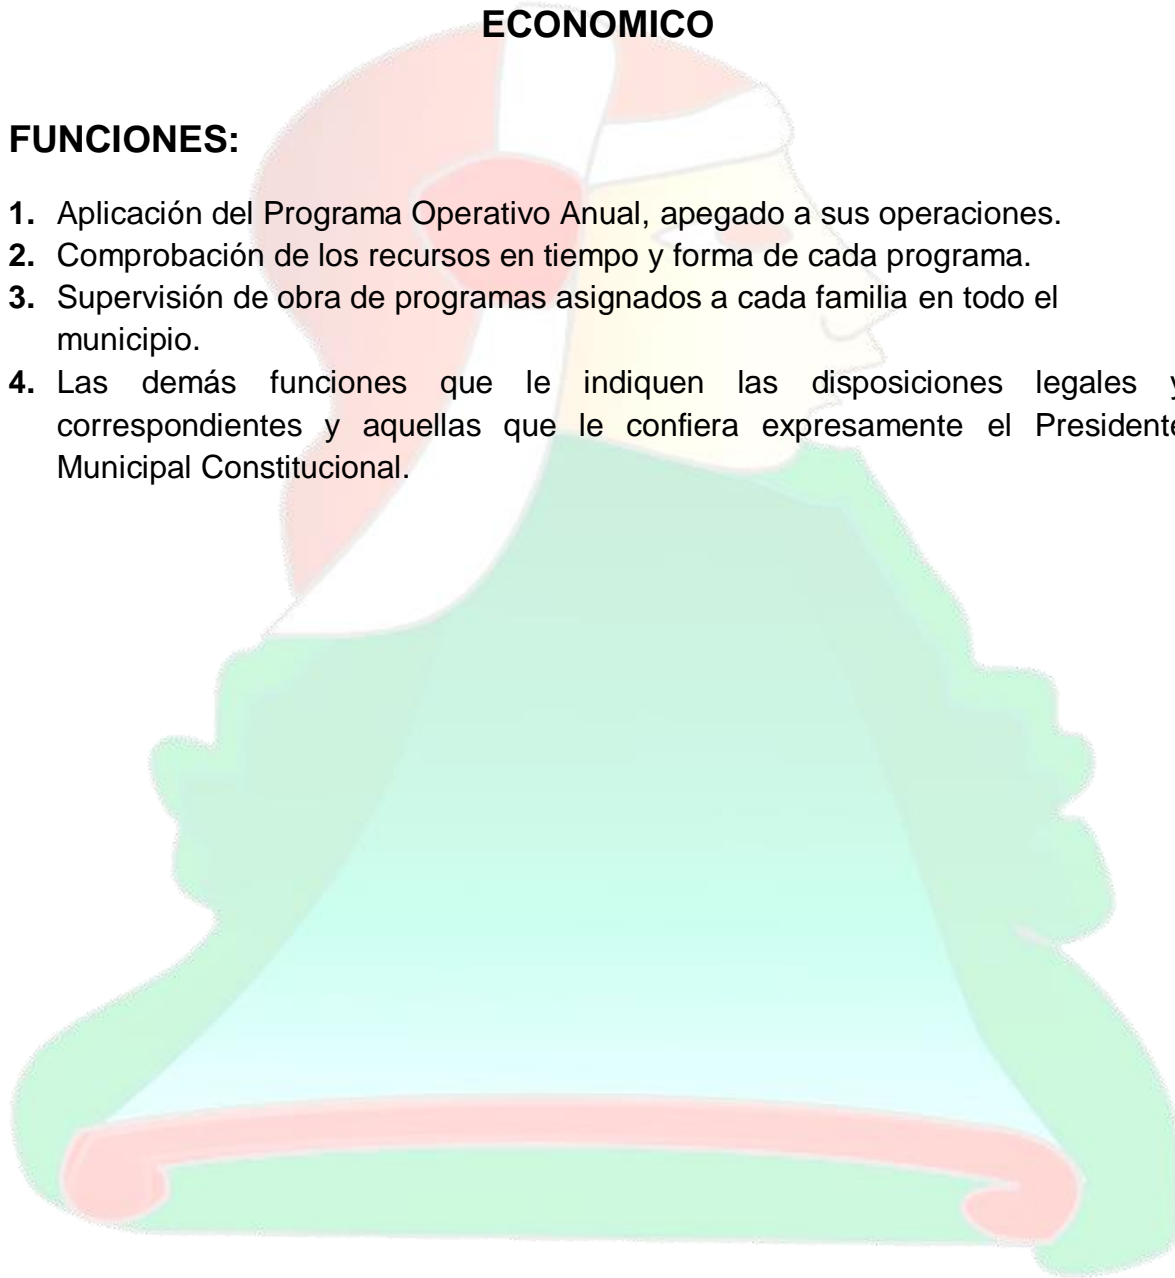 ECONOMICO
FUNCIONES:
1. Aplicación del Programa Operativo Anual, apegado a sus operaciones.
2. Comprobación de los recursos en tiempo y forma de cada programa.
3. Supervisión de obra de programas asignados a cada familia en todo el
municipio.
4. Las demás funciones que le indiquen las disposiciones legales y
correspondientes y aquellas que le confiera expresamente el Presidente
Municipal Constitucional.